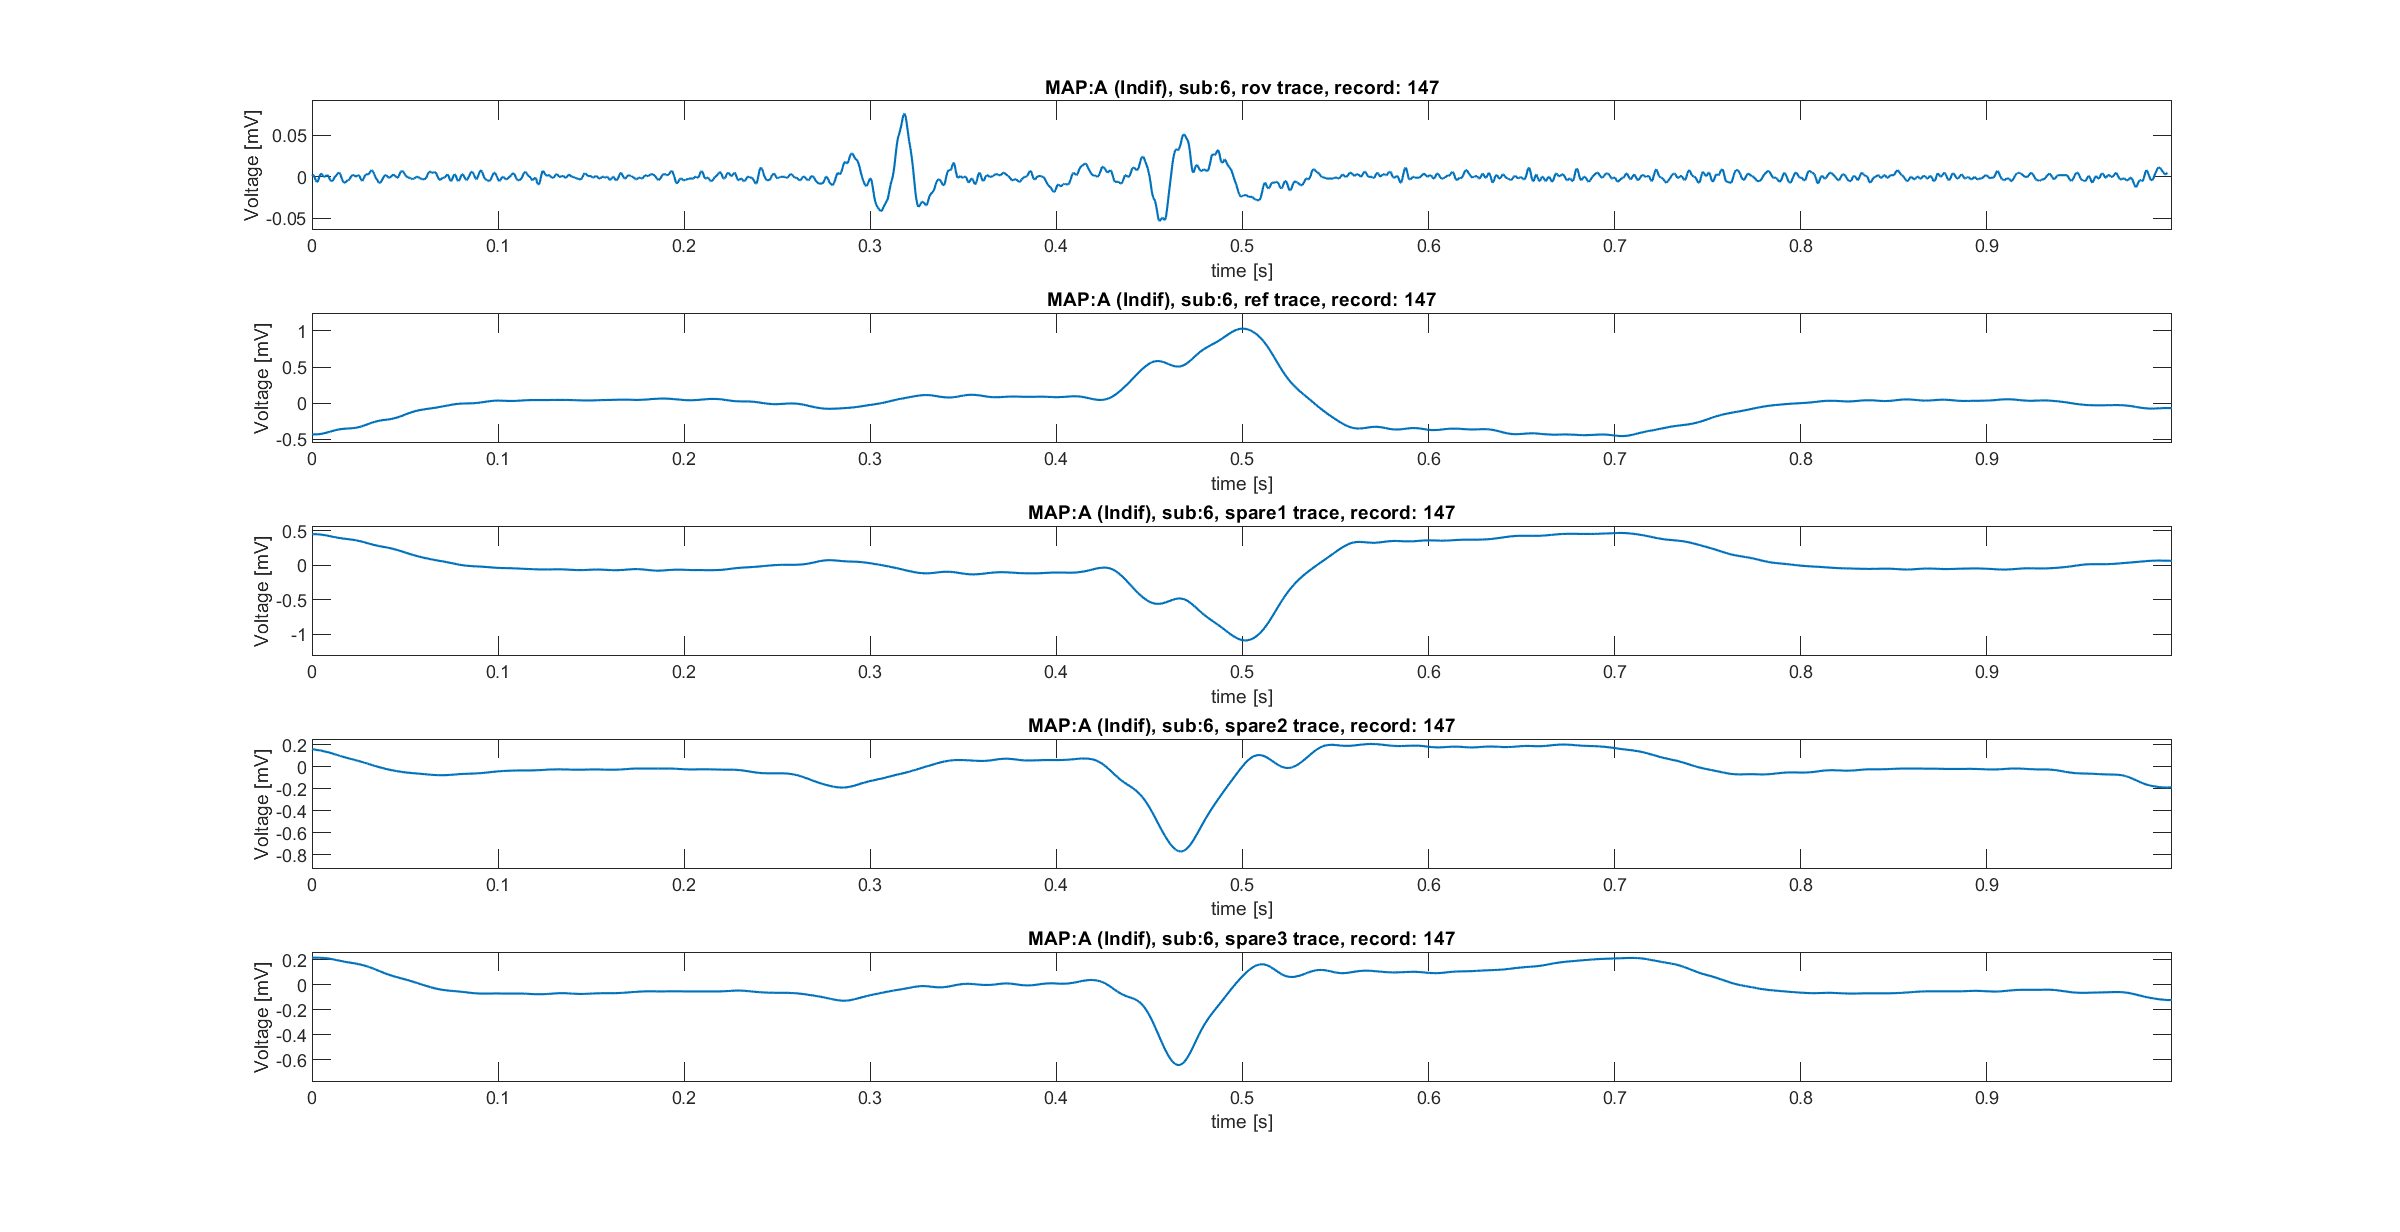 MAP:A (Indif), sub:6, rov trace, record: 147
Voltage [mV]
0.05
0
-0.05
0 0.1 0.2 0.3 0.4 0.5 0.6 0.7 0.8 0.9
time [s]
MAP:A (Indif), sub:6, ref trace, record: 147
Voltage [mV]
1
0.5
0
-0.5
0 0.1 0.2 0.3 0.4 0.5 0.6 0.7 0.8 0.9
time [s]
MAP:A (Indif), sub:6, spare1 trace, record: 147
Voltage [mV]
0.5
0
-0.5
-1
0 0.1 0.2 0.3 0.4 0.5 0.6 0.7 0.8 0.9
time [s]
MAP:A (Indif), sub:6, spare2 trace, record: 147
Voltage [mV]
0.2
0
-0.2
-0.4
-0.6
-0.8
0 0.1 0.2 0.3 0.4 0.5 0.6 0.7 0.8 0.9
time [s]
MAP:A (Indif), sub:6, spare3 trace, record: 147
Voltage [mV]
0.2
0
-0.2
-0.4
-0.6
0 0.1 0.2 0.3 0.4 0.5 0.6 0.7 0.8 0.9
time [s]